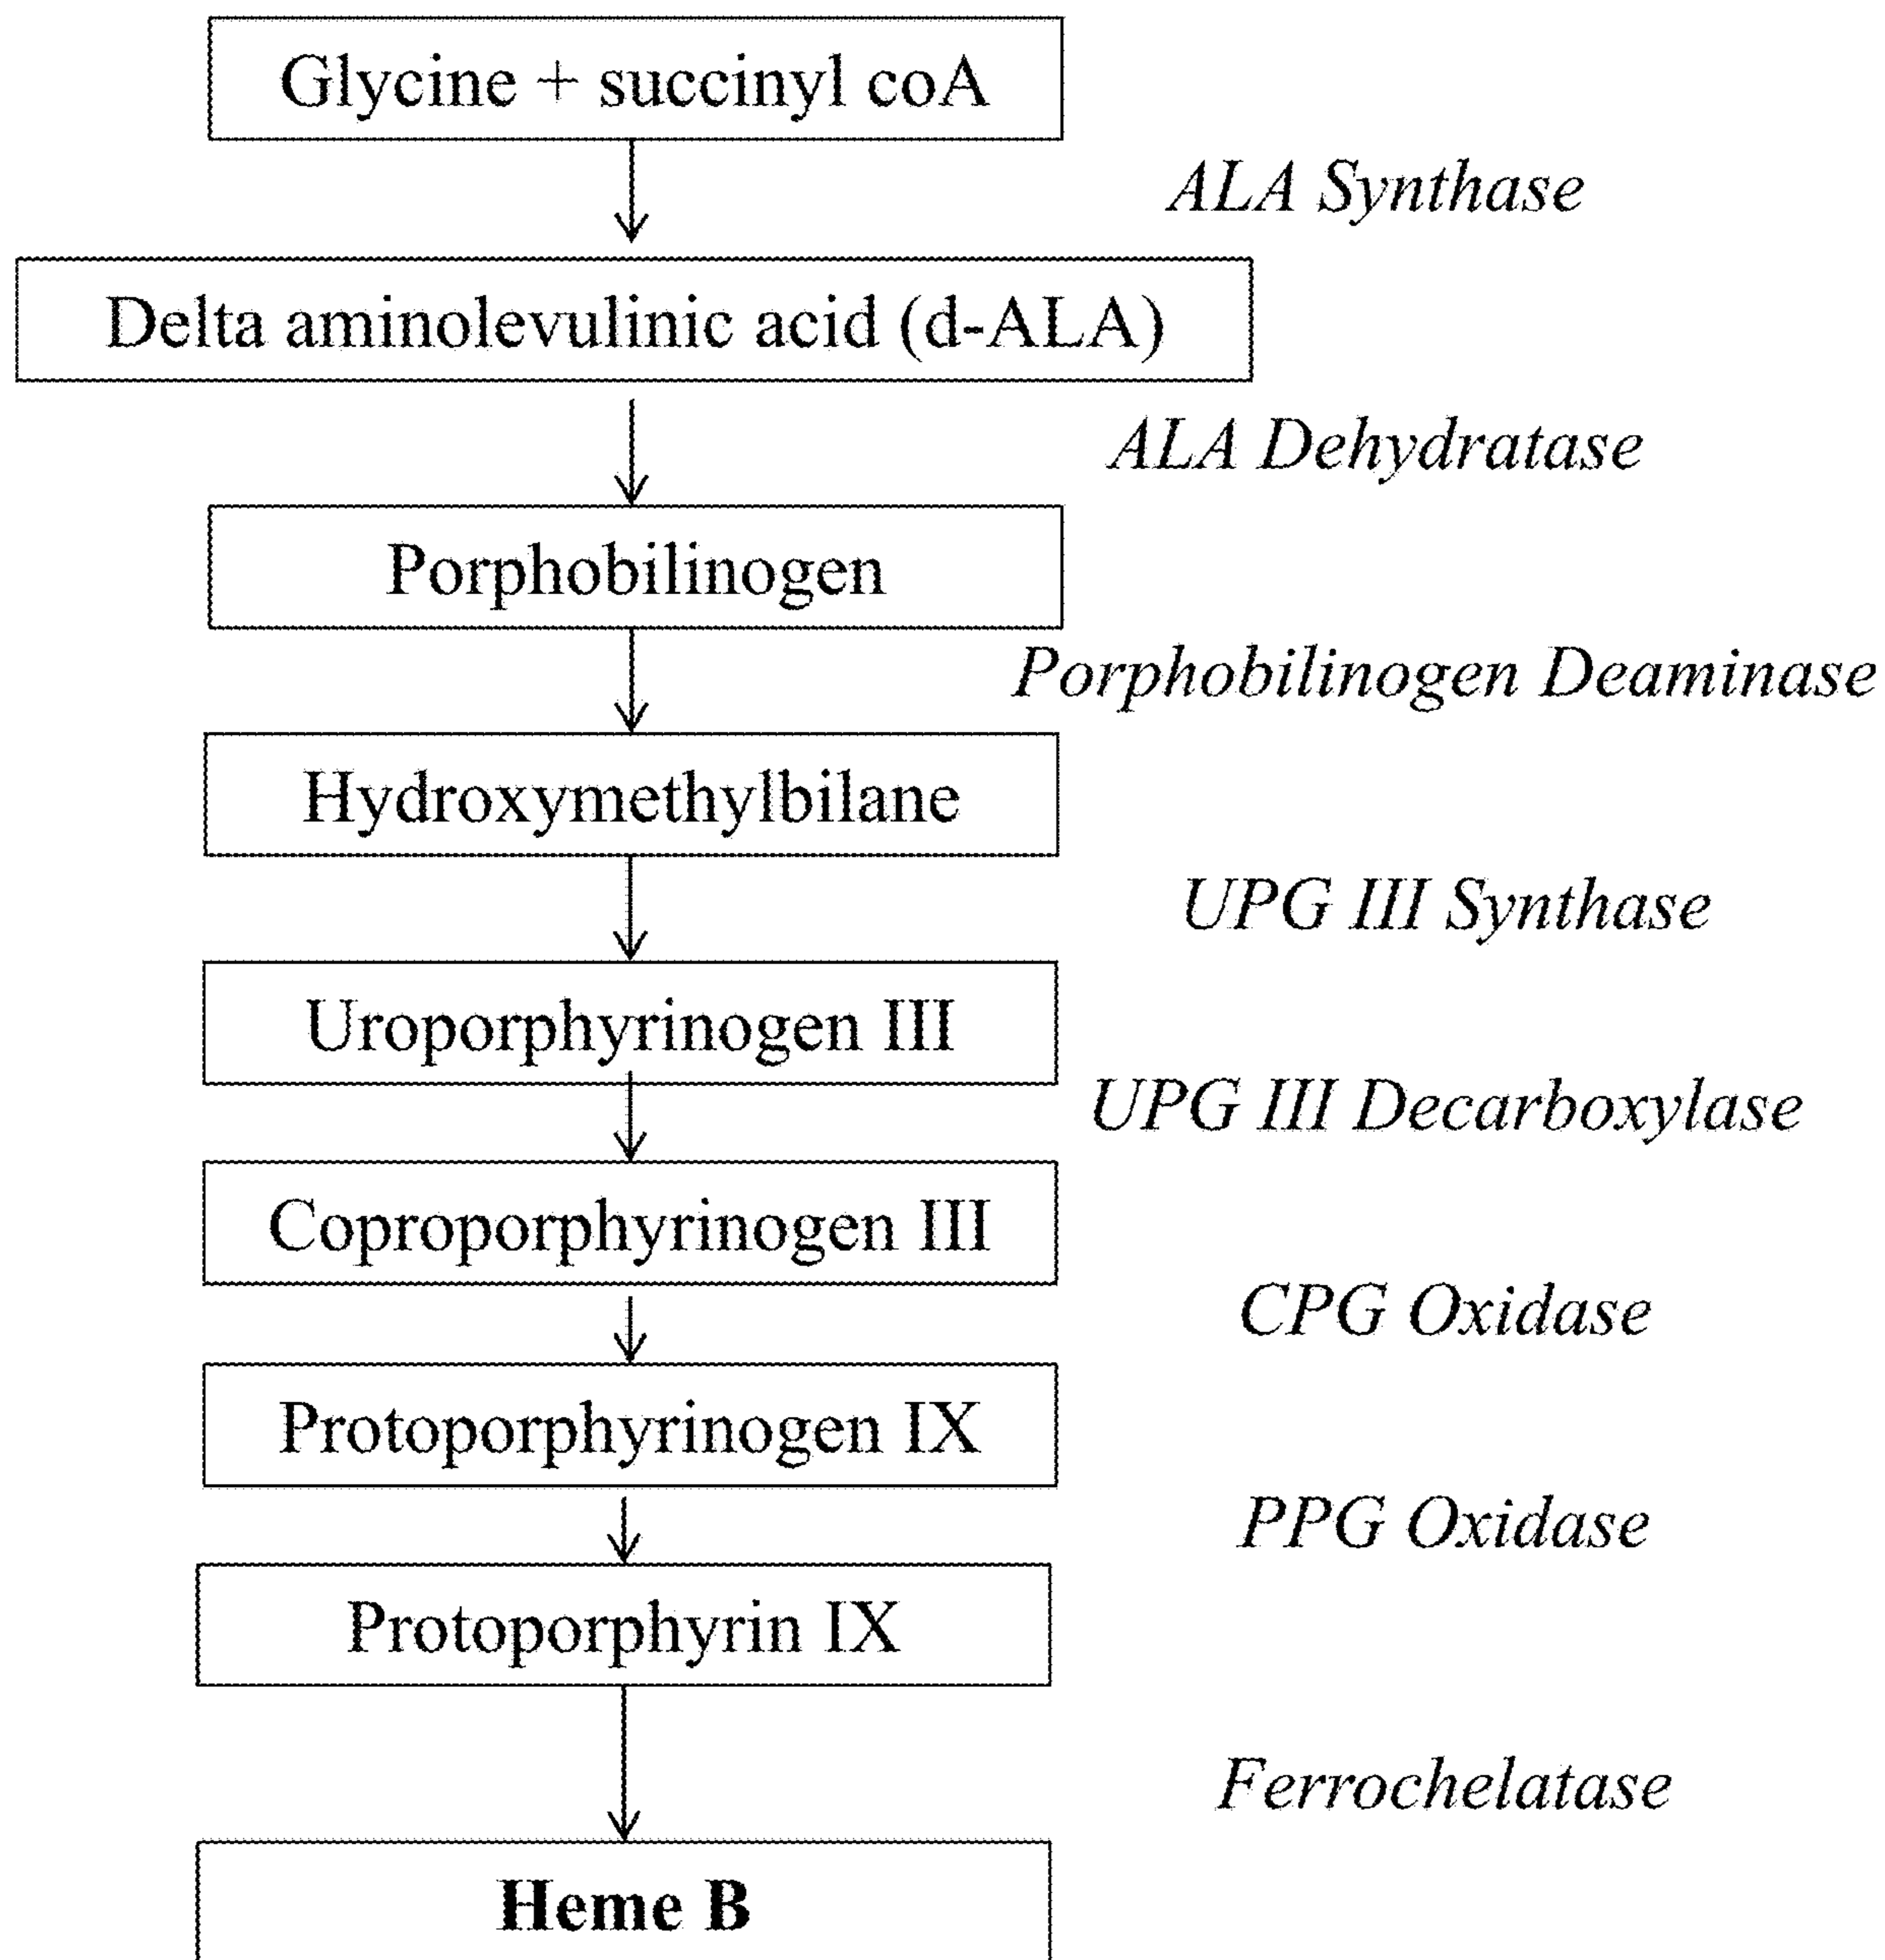 Glycine + succinyl coA
ALA Synthase
Delta aminolevulinic acid (d-ALA)
ALA Dehydratase
Porphobilinogen
Porphobilinogen Deaminase
Hydroxymethylbilane
UPG III Synthase
Uroporphyrinogen III
UPG III Decarboxylase
Coproporphyrinogen III
CPG Oxidase
Protoporphyrinogen IX
PPG Oxidase
Protoporphyrin IX
Ferrochelatase
Heme B